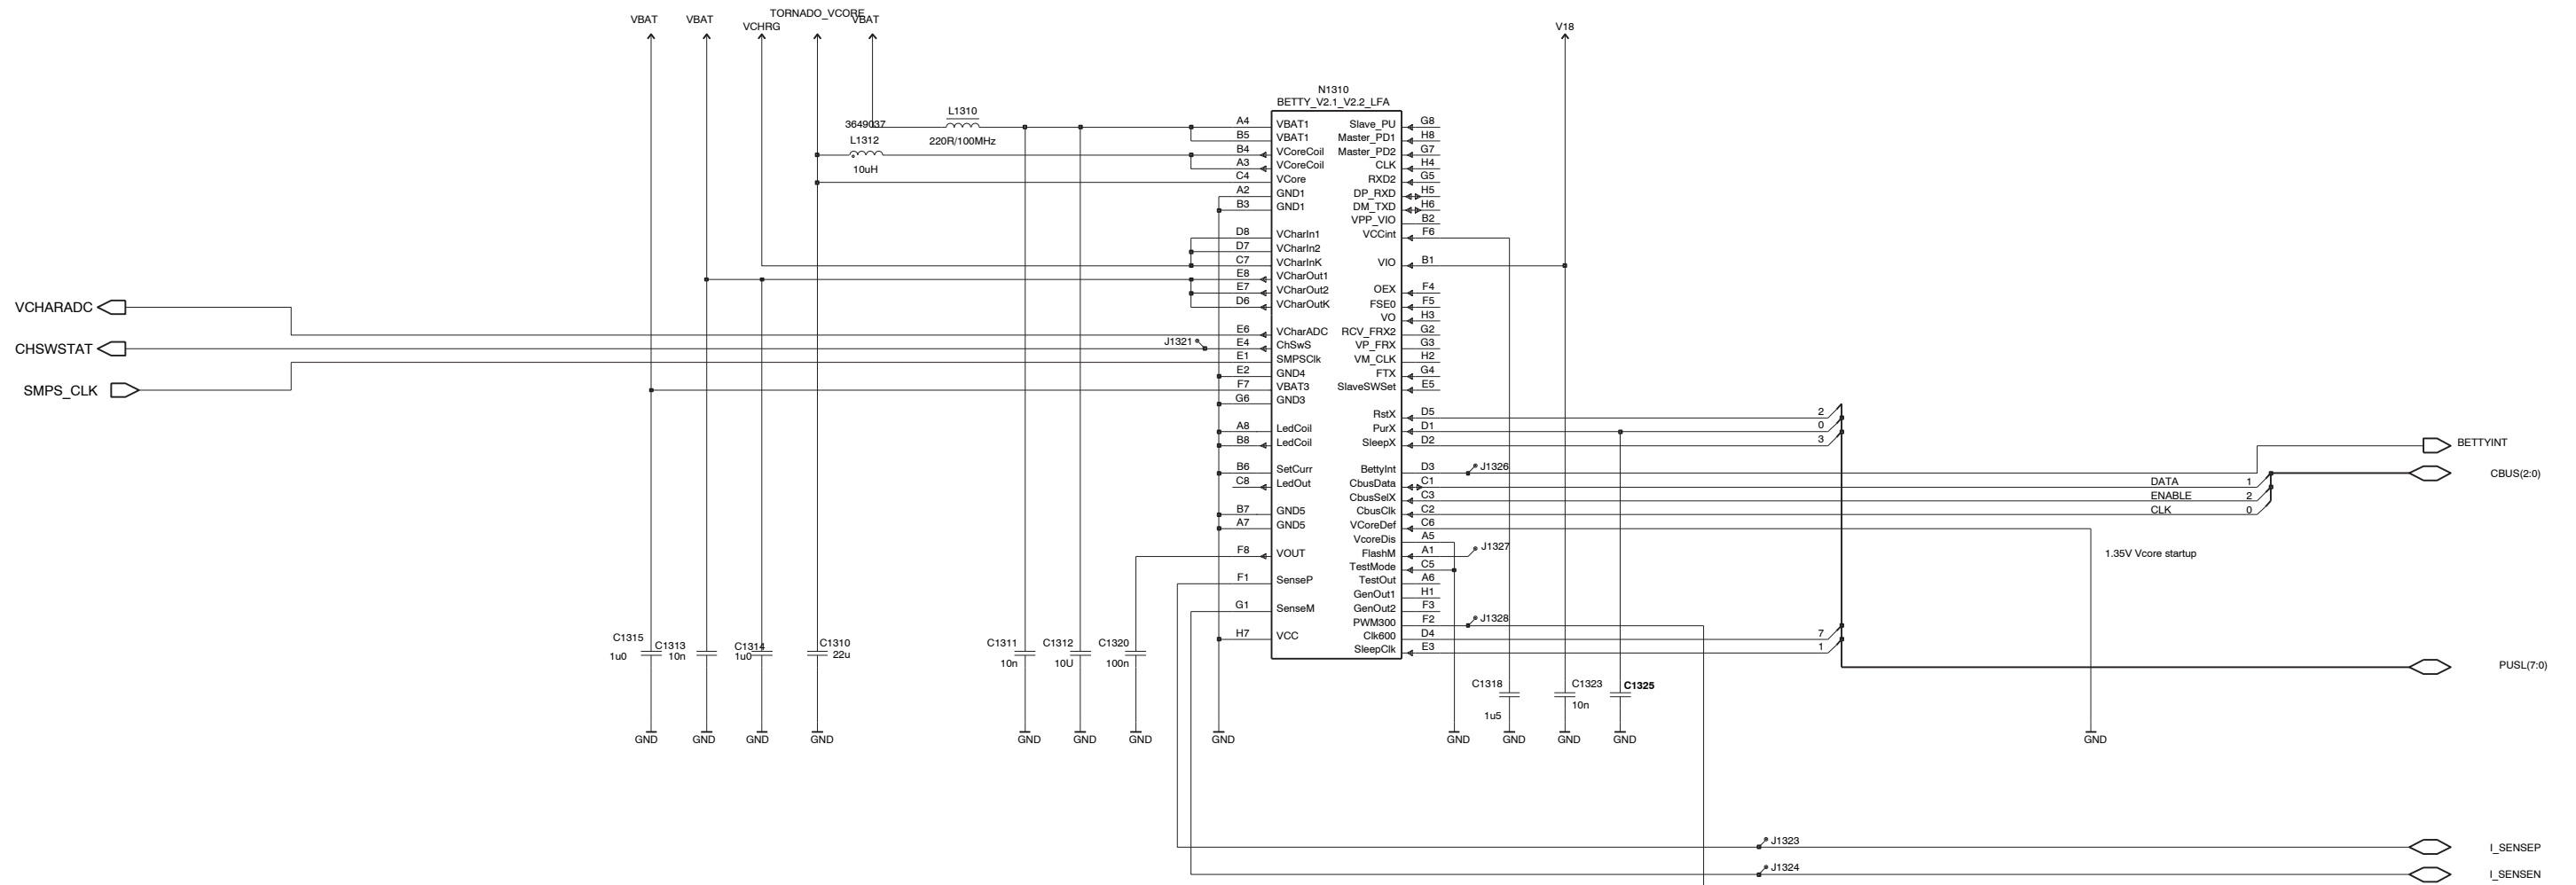 TORNADO_VCORE
VBAT
VBAT
VCHRG
VBAT
V18
N1310
BETTY_V2.1_V2.2_LFA
L1310
220R/100MHz
3649037
L1312
10uH
A4 VBAT1 Slave_PU G8
B5 VBAT1 Master_PD1 H8
B4 VCoreCoil Master_PD2 G7
A3 VCoreCoil CLK H4
C4 VCore RXD2 G5
A2 GND1 DP_RXD H5
B3 GND1 DM_TXD H6
VPP_VIO B2
D8 VCharIn1 VCCint F6
D7 VCharIn2
C7 VCharInK VIO B1
E8 VCharOut1
E7 VCharOut2 OEX F4
D6 VCharOutK FSE0 F5
VO H3
E6 VCharADC RCV_FRX2 G2
J1321 E4 ChSwS VP_FRX G3
E1 SMPSClk VM_CLK H2
E2 GND4 FTX G4
F7 VBAT3 SlaveSWSet E5
G6 GND3
RstX D5 2
A8 LedCoil PurX D1 0
B8 LedCoil SleepX D2 3
B6 SetCurr BettyInt D3 J1326
C8 LedOut CbusData C1 DATA 1
CbusSelX C3 ENABLE 2
B7 GND5 CbusClk C2 CLK 0
A7 GND5 VCoreDef C6
VcoreDis A5
F8 VOUT FlashM A1 J1327
TestMode C5
F1 SenseP TestOut A6
GenOut1 H1
G1 SenseM GenOut2 F3
PWM300 F2 J1328
H7 VCC Clk600 D4 7
SleepClk E3 1
VCHARADC
CHSWSTAT
SMPS_CLK
BETTYINT
CBUS(2:0)
1.35V Vcore startup
PUSL(7:0)
C1315
1u0
C1313
10n
C1314
1u0
C1310
22u
C1311
10n
C1312
10U
C1320
100n
C1318
1u5
C1323
10n
C1325
GND
GND
GND
GND
GND
GND
GND
GND
GND
GND
GND
GND
GND
J1323
I_SENSEP
J1324
I_SENSEN